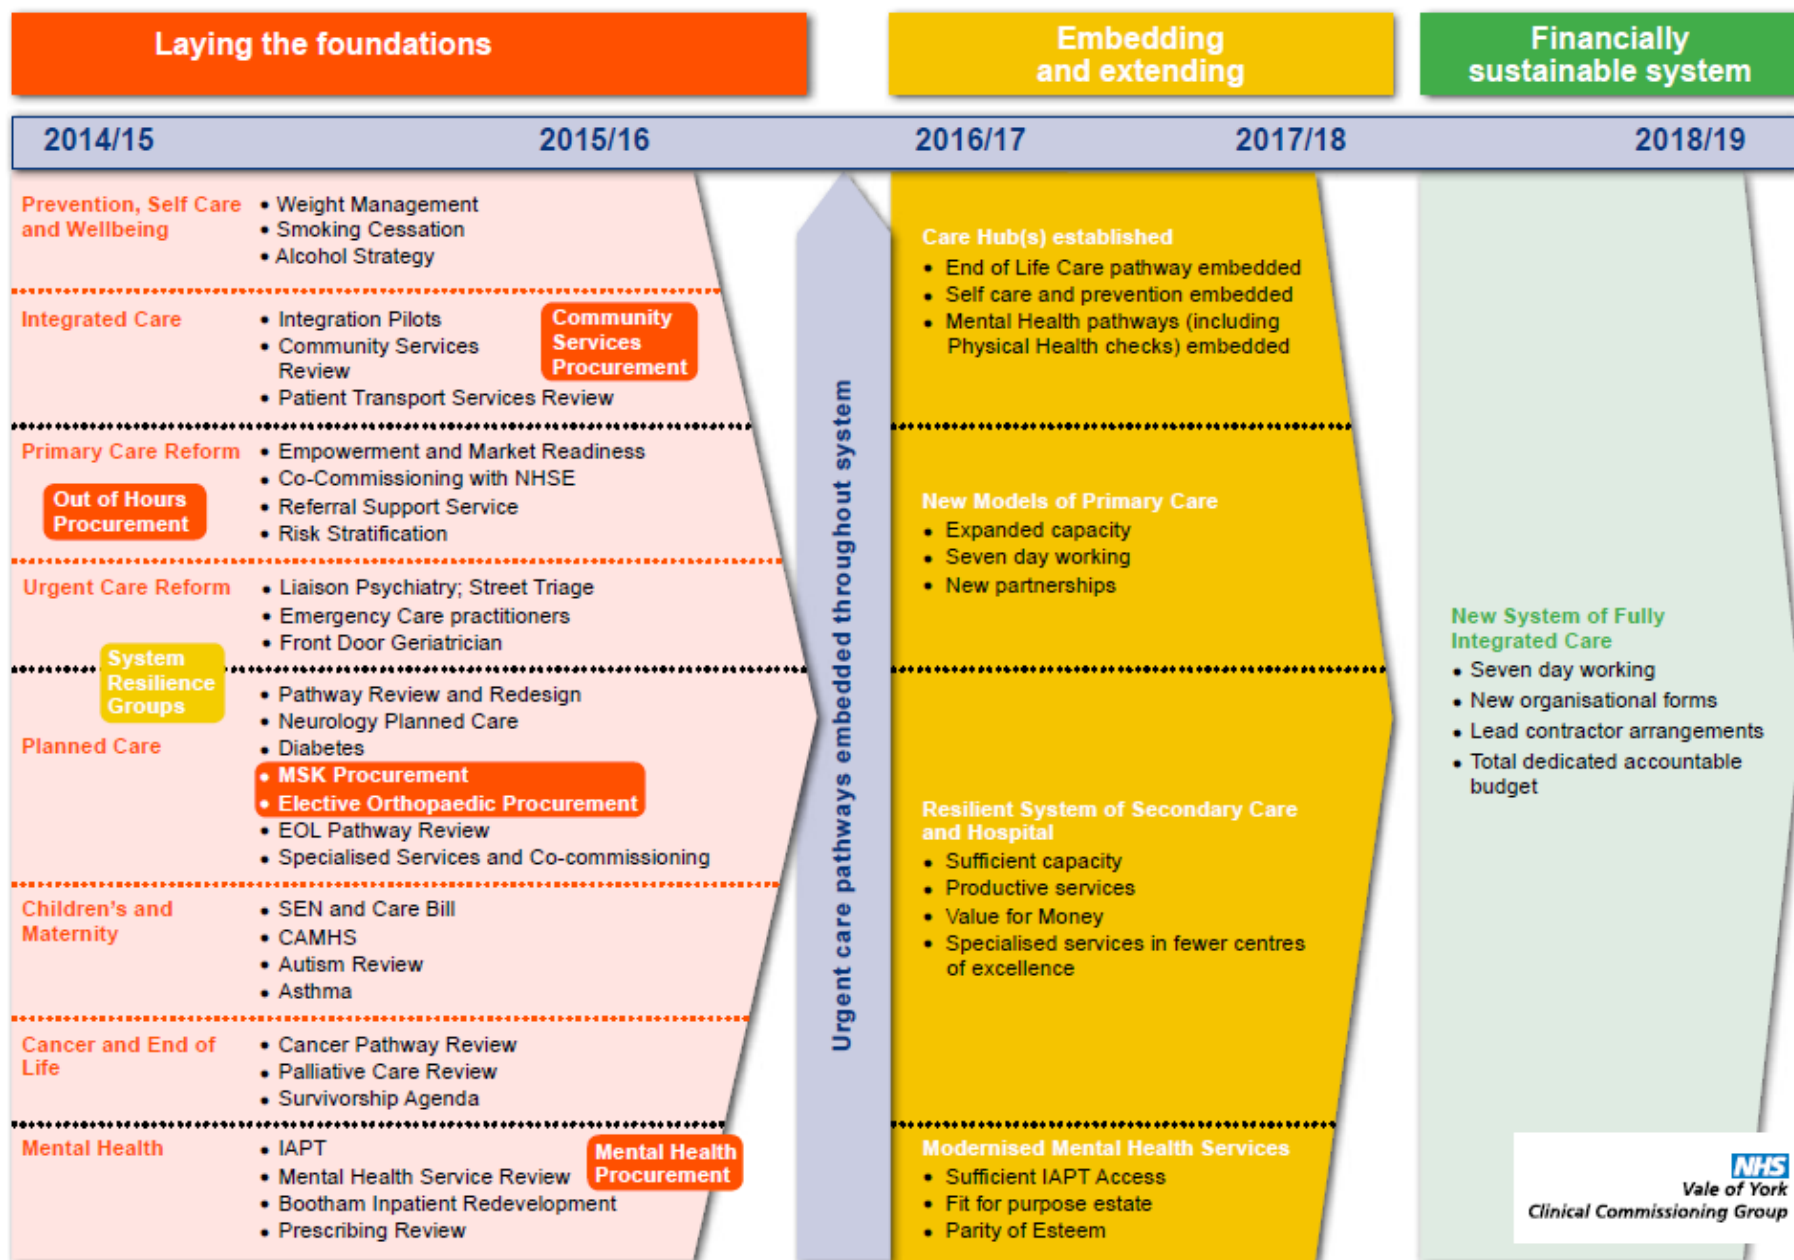 Laying the foundations
Embedding
and extending
Financially
sustainable system
2014/15
2015/16
2016/17
2017/18
2018/19
Prevention, Self Care
and Wellbeing
• Weight Management
• Smoking Cessation
• Alcohol Strategy
Integrated Care
• Integration Pilots
• Community Services
Review
• Patient Transport Services Review
Community
Services
Procurement
Primary Care Reform
Out of Hours
Procurement
• Empowerment and Market Readiness
• Co-Commissioning with NHSE
• Referral Support Service
• Risk Stratification
Urgent Care Reform
• Liaison Psychiatry; Street Triage
• Emergency Care practitioners
• Front Door Geriatrician
System
Resilience
Groups
Planned Care
• Pathway Review and Redesign
• Neurology Planned Care
• Diabetes
• MSK Procurement
• Elective Orthopaedic Procurement
• EOL Pathway Review
• Specialised Services and Co-commissioning
Children's and
Maternity
• SEN and Care Bill
• CAMHS
• Autism Review
• Asthma
Cancer and End of
Life
• Cancer Pathway Review
• Palliative Care Review
• Survivorship Agenda
Mental Health
• IAPT
• Mental Health Service Review
• Bootham Inpatient Redevelopment
• Prescribing Review
Mental Health
Procurement
Urgent care pathways embedded throughout system
Care Hub(s) established
• End of Life Care pathway embedded
• Self care and prevention embedded
• Mental Health pathways (including
Physical Health checks) embedded
New Models of Primary Care
• Expanded capacity
• Seven day working
• New partnerships
Resilient System of Secondary Care
and Hospital
• Sufficient capacity
• Productive services
• Value for Money
• Specialised services in fewer centres
of excellence
Modernised Mental Health Services
• Sufficient IAPT Access
• Fit for purpose estate
• Parity of Esteem
New System of Fully
Integrated Care
• Seven day working
• New organisational forms
• Lead contractor arrangements
• Total dedicated accountable
budget
NHS
Vale of York
Clinical Commissioning Group